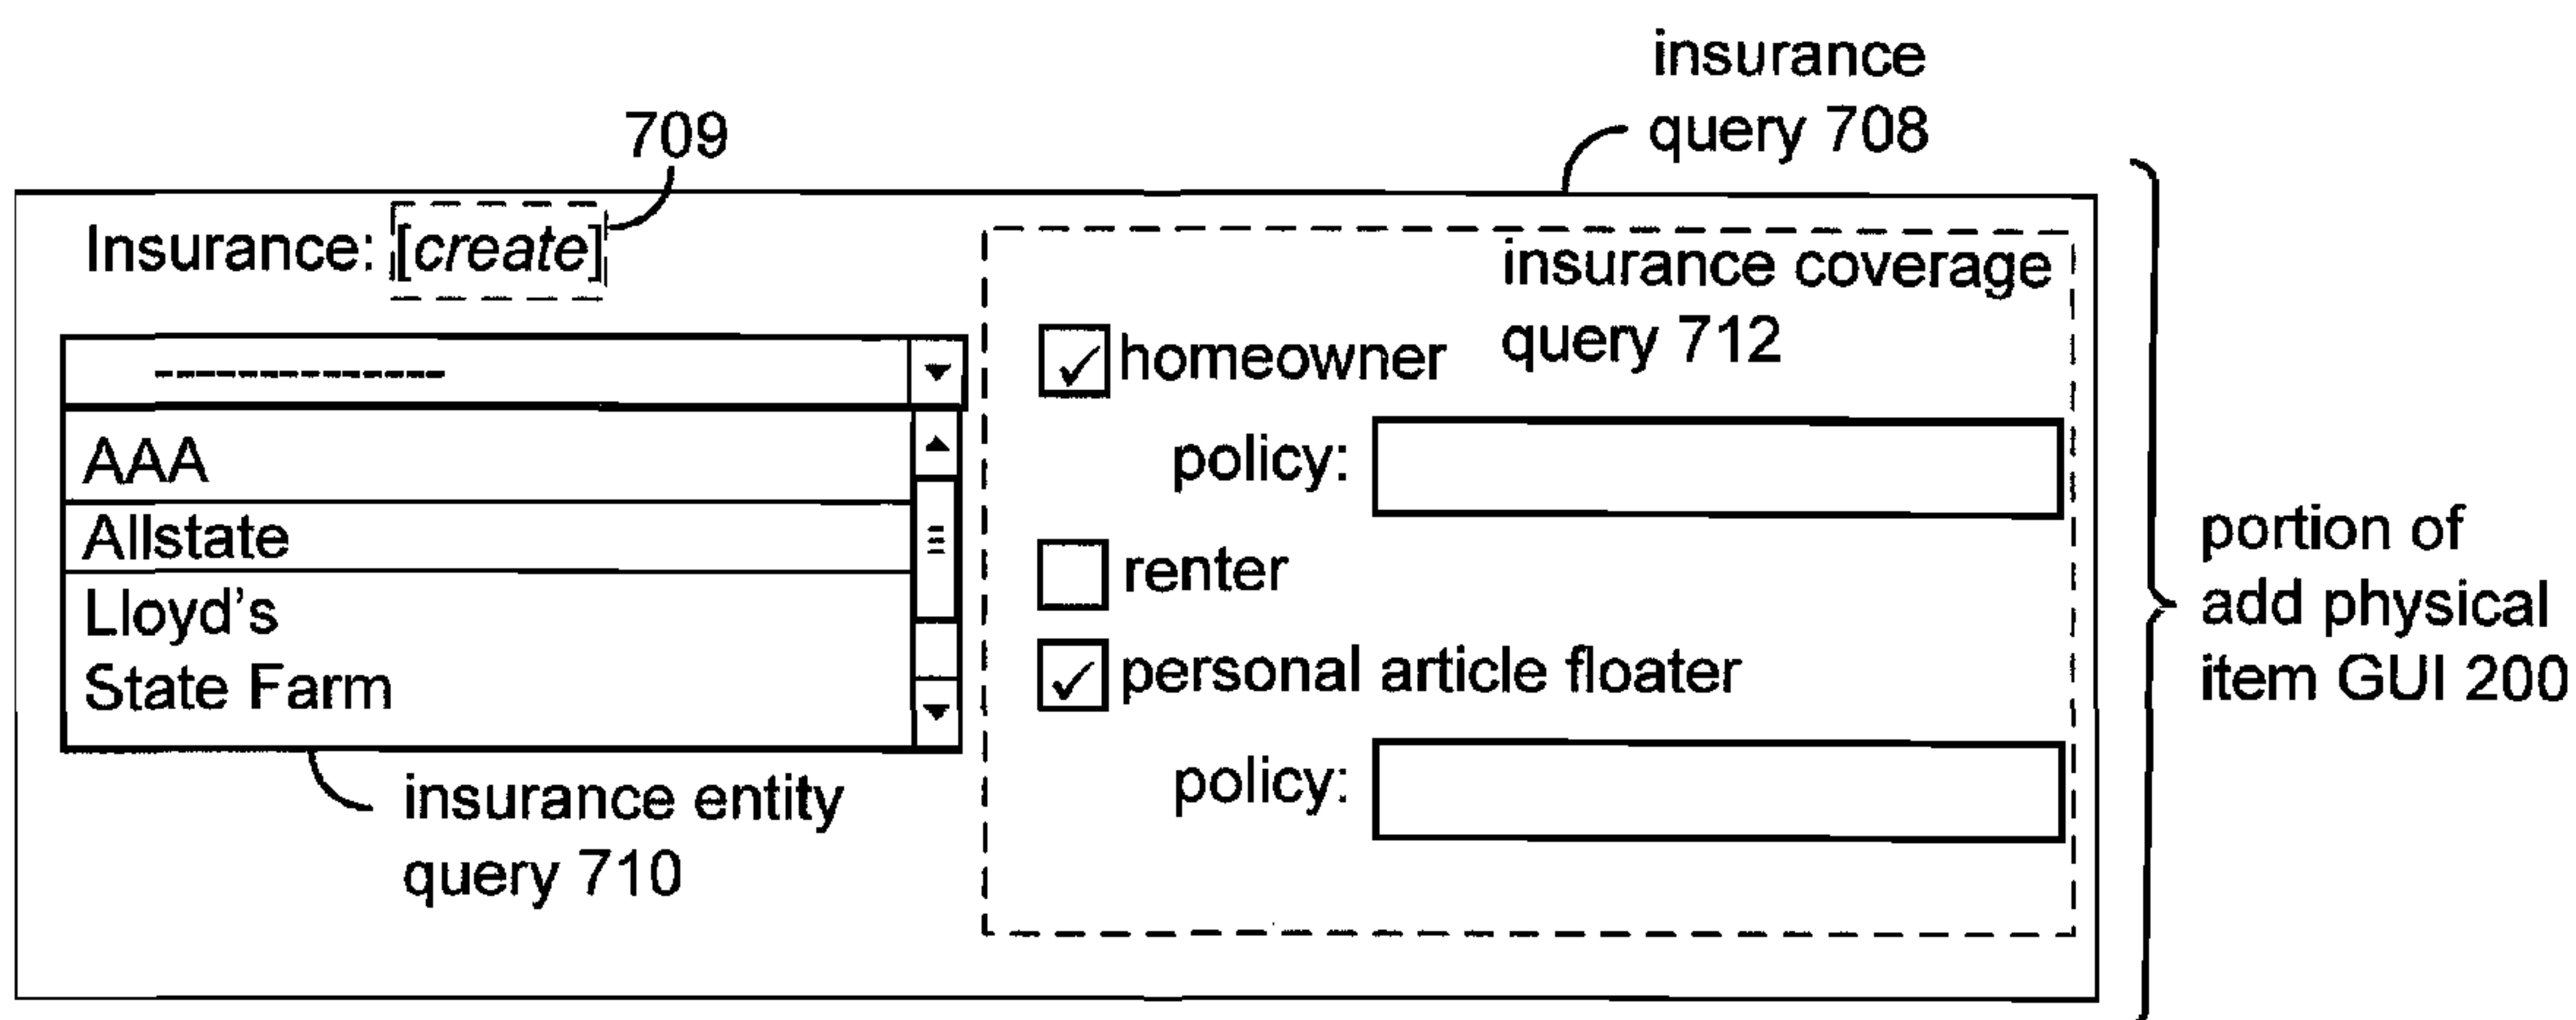 insurance
query 708
709
Insurance: [create]
--------------
AAA
Allstate
Lloyd's
State Farm
insurance entity
query 710
insurance coverage
query 712
homeowner
policy:
renter
personal article floater
policy:
portion of
add physical
item GUI 200